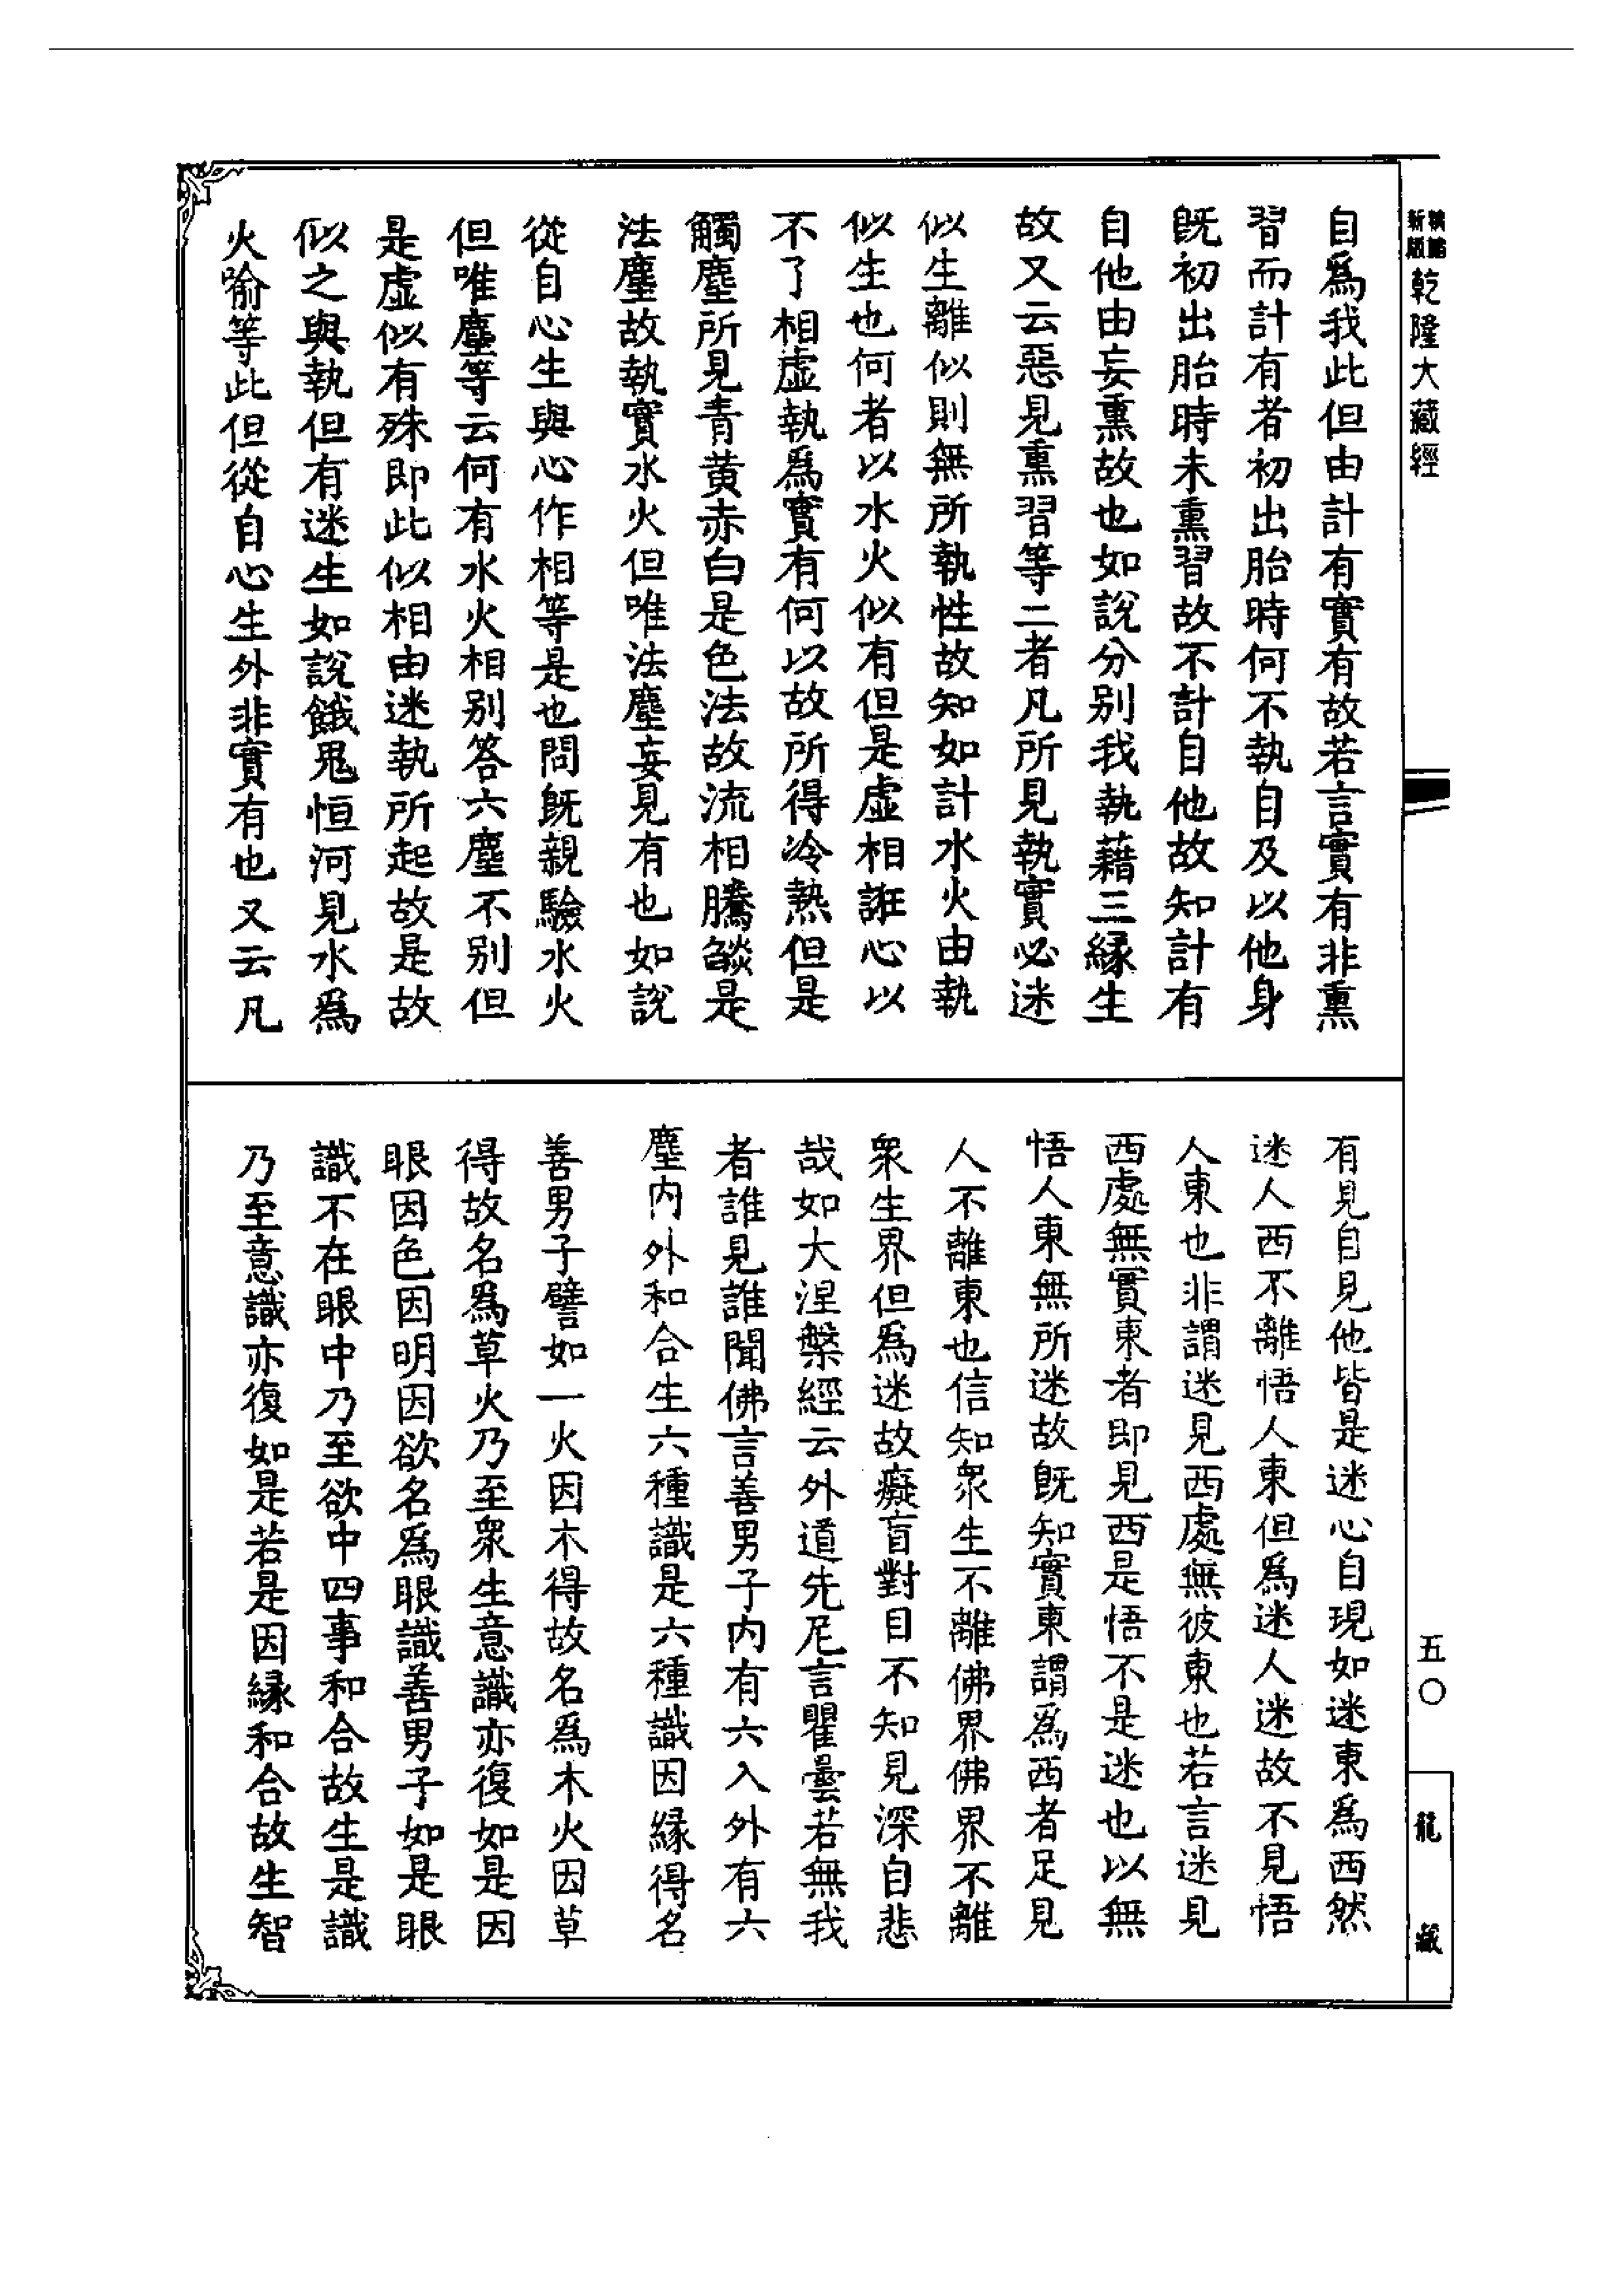 新版
精縮
乾隆大藏經
自爲我此但由計有實有故若言實有非熏
習而計有者初出胎時何不執自及以他身
旣初出胎時未熏習故不計自他故知計有
自他由妄熏故也如說分別我執藉三緣生
故又云惡見熏習等二者凡所見執實必迷
似生離似則無所執性故知如計水火由執
似生也何者以水火似有但是虛相誑心以
不了相虛執爲實有何以故所得冷熱但是
觸塵所見青黃赤白是色法故流相騰燄是
法塵故執實水火但唯法塵妄見有也如說
從自心生與心作相等是也問旣親驗水火
但唯塵等云何有水火相別答六塵不別但
是虛似有殊即此似相由迷執所起故是故
似之與執但有迷生如說餓鬼恒河見水爲
火喻等此但從自心生外非實有也又云凡
有見自見他皆是迷心自現如迷東爲西然
迷人西不離悟人東但爲迷人迷故不見悟
人東也非謂迷見西處無彼東也若言迷見
西處無實東者即見西是悟不是迷也以無
悟人東無所迷故旣知實東謂爲西者足見
人不離東也信知眾生不離佛界佛界不離
眾生界但爲迷故癡盲對目不知見深自悲
哉如大涅槃經云外道先尼言瞿曇若無我
者誰見誰聞佛言善男子內有六入外有六
塵內外和合生六種識是六種識因緣得名
善男子譬如一火因木得故名爲木火因草
得故名爲草火乃至眾生意識亦復如是因
眼因色因明因欲名爲眼識善男子如是眼
識不在眼中乃至欲中四事和合故生是識
乃至意識亦復如是若是因緣和合故生智
五〇
龍藏